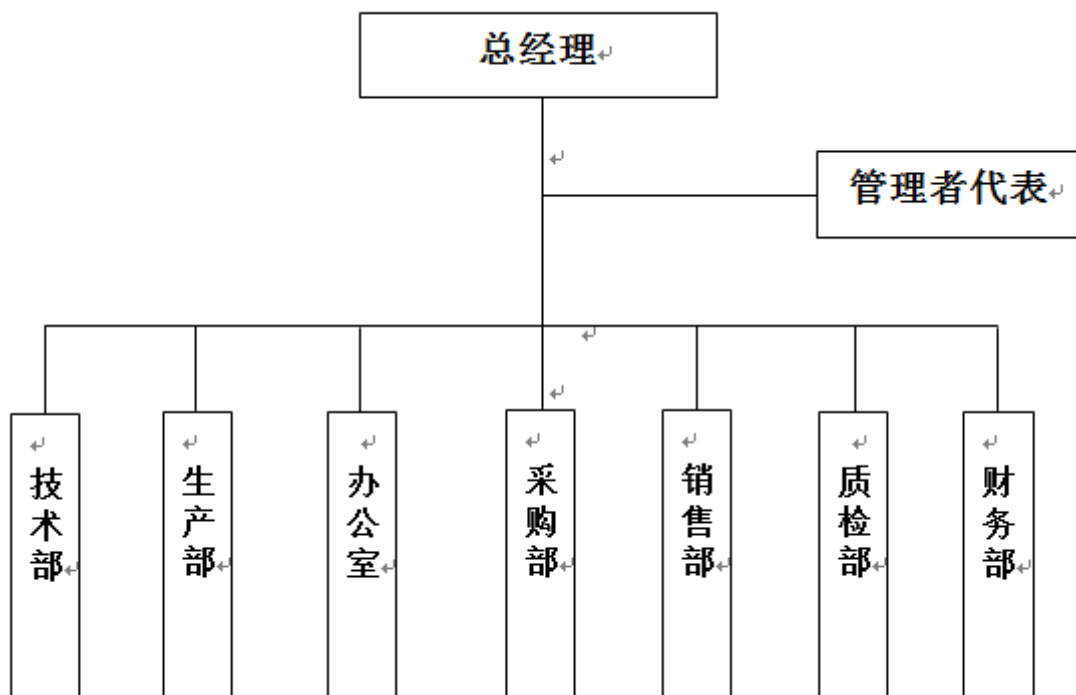 总经理
管理者代表
技术部
生产部
办公室
采购部
销售部
质检部
财务部